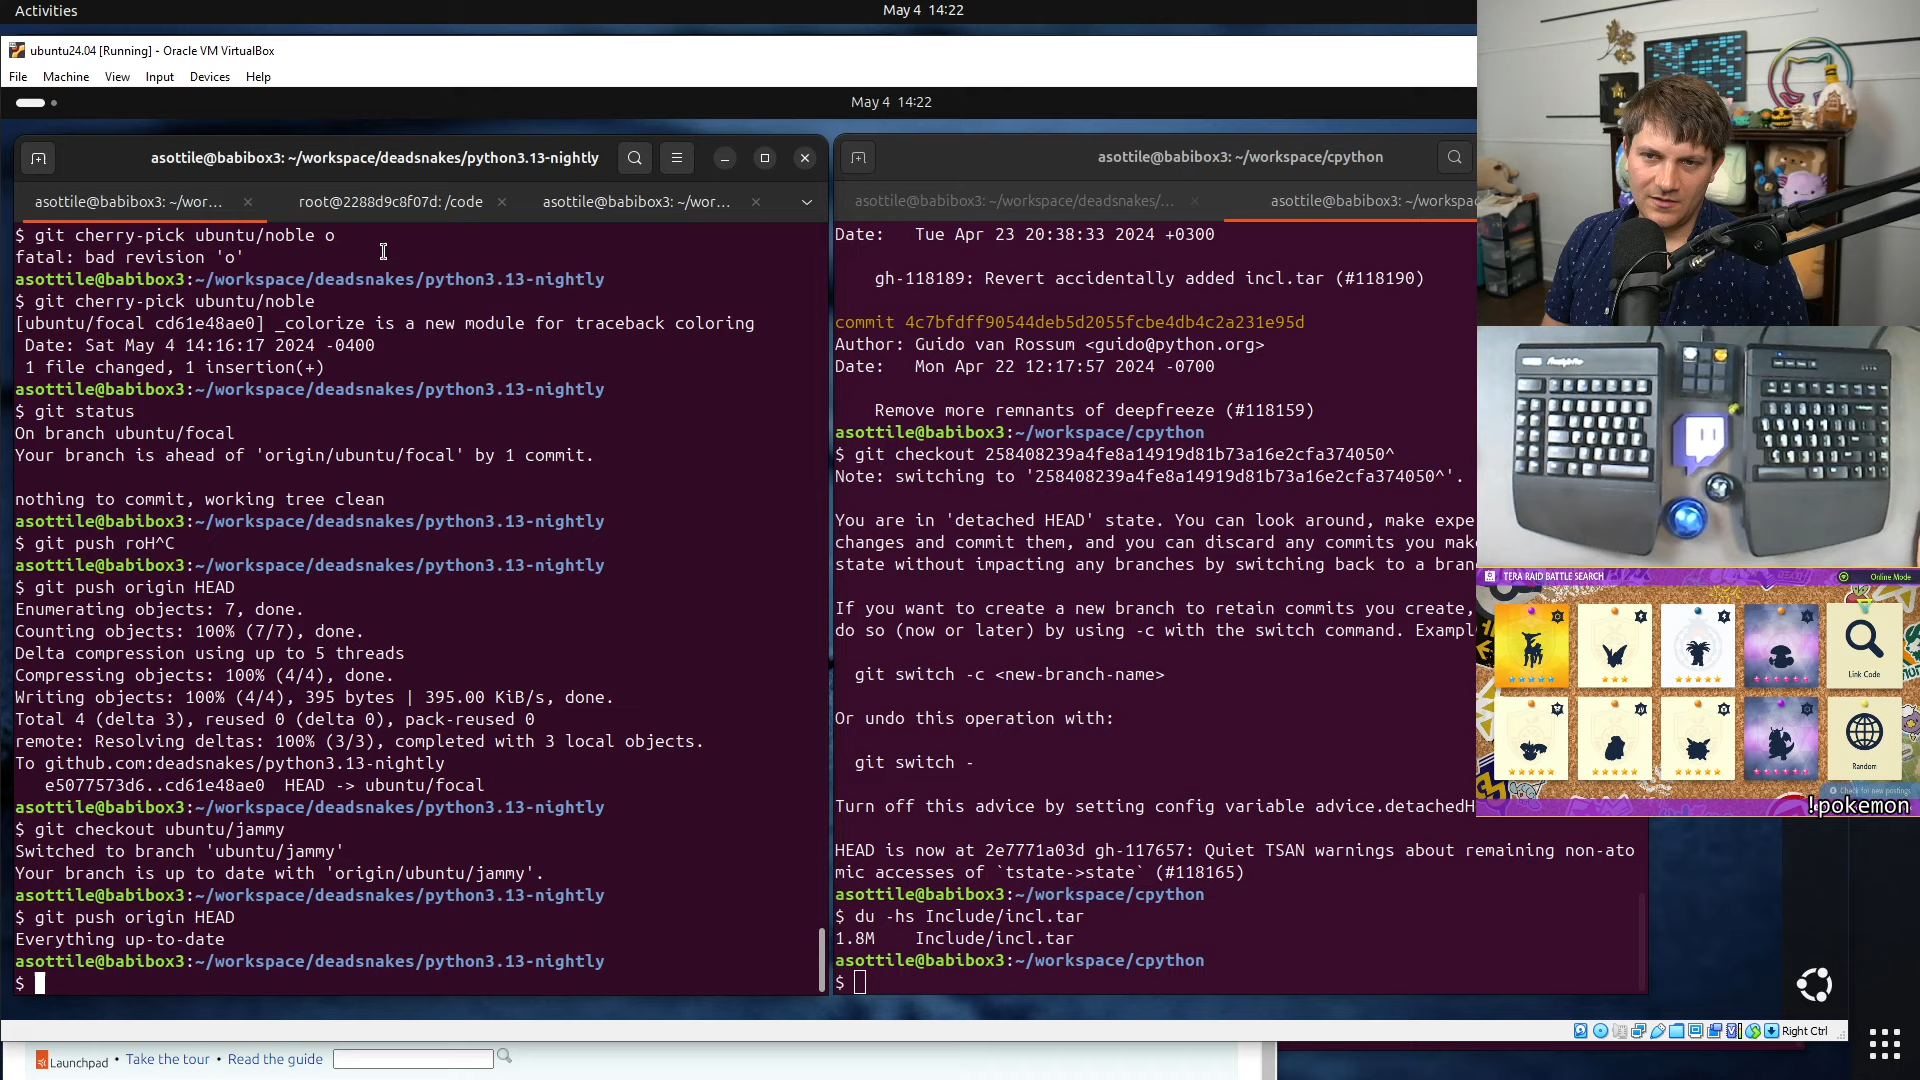 Activities
May 4 14:22
ubuntu24.04 [Running] - Oracle VM VirtualBox
File Machine View Input Devices Help
May 4 14:22
asottile@babibox3: ~/workspace/deadsnakes/python3.13-nightly
asottile@babibox3: ~/wor...
root@2288d9c8f07d: /code
asottile@babibox3: ~/wor...
$ git cherry-pick ubuntu/noble o
fatal: bad revision 'o'
asottile@babibox3:~/workspace/deadsnakes/python3.13-nightly
$ git cherry-pick ubuntu/noble
[ubuntu/focal cd61e48ae0] _colorize is a new module for traceback coloring
Date: Sat May 4 14:16:17 2024 -0400
1 file changed, 1 insertion(+)
asottile@babibox3:~/workspace/deadsnakes/python3.13-nightly
$ git status
On branch ubuntu/focal
Your branch is ahead of 'origin/ubuntu/focal' by 1 commit.
nothing to commit, working tree clean
asottile@babibox3:~/workspace/deadsnakes/python3.13-nightly
$ git push roH^C
asottile@babibox3:~/workspace/deadsnakes/python3.13-nightly
$ git push origin HEAD
Enumerating objects: 7, done.
Counting objects: 100% (7/7), done.
Delta compression using up to 5 threads
Compressing objects: 100% (4/4), done.
Writing objects: 100% (4/4), 395 bytes | 395.00 KiB/s, done.
Total 4 (delta 3), reused 0 (delta 0), pack-reused 0
remote: Resolving deltas: 100% (3/3), completed with 3 local objects.
To github.com:deadsnakes/python3.13-nightly
e5077573d6..cd61e48ae0 HEAD -> ubuntu/focal
asottile@babibox3:~/workspace/deadsnakes/python3.13-nightly
$ git checkout ubuntu/jammy
Switched to branch 'ubuntu/jammy'
Your branch is up to date with 'origin/ubuntu/jammy'.
asottile@babibox3:~/workspace/deadsnakes/python3.13-nightly
$ git push origin HEAD
Everything up-to-date
asottile@babibox3:~/workspace/deadsnakes/python3.13-nightly
$
asottile@babibox3: ~/workspace/cpython
asottile@babibox3: ~/workspace/deadsnakes/...
asottile@babibox3: ~/workspac
Date: Tue Apr 23 20:38:33 2024 +0300
gh-118189: Revert accidentally added incl.tar (#118190)
commit 4c7bfdff90544deb5d2055fcbe4db4c2a231e95d
Author: Guido van Rossum <guido@python.org>
Date: Mon Apr 22 12:17:57 2024 -0700
Remove more remnants of deepfreeze (#118159)
asottile@babibox3:~/workspace/cpython
$ git checkout 258408239a4fe8a14919d81b73a16e2cfa374050^
Note: switching to '258408239a4fe8a14919d81b73a16e2cfa374050^'.
You are in 'detached HEAD' state. You can look around, make expe
changes and commit them, and you can discard any commits you mak
state without impacting any branches by switching back to a bran
If you want to create a new branch to retain commits you create,
do so (now or later) by using -c with the switch command. Exampl
git switch -c <new-branch-name>
Or undo this operation with:
git switch -
Turn off this advice by setting config variable advice.detachedH
HEAD is now at 2e7771a03d gh-117657: Quiet TSAN warnings about remaining non-ato
mic accesses of `tstate->state` (#118165)
asottile@babibox3:~/workspace/cpython
$ du -hs Include/incl.tar
1.8M Include/incl.tar
asottile@babibox3:~/workspace/cpython
$
TERA RAID BATTLE SEARCH
Online Mode
Link Code
Random
Check for new postings
!pokemon
Right Ctrl
Launchpad • Take the tour • Read the guide